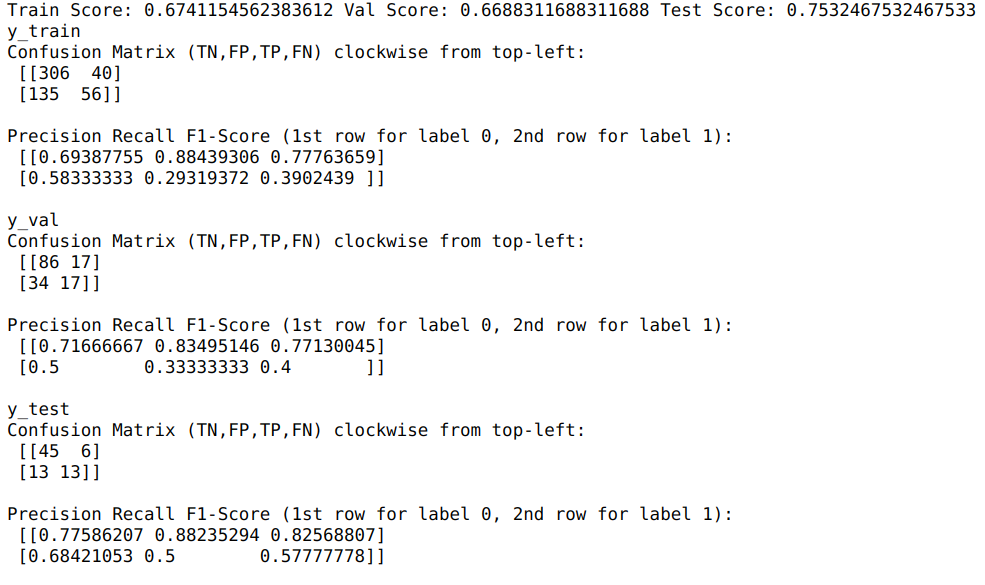 Train Score: 0.6741154562383612 Val Score: 0.6688311688311688 Test Score: 0.7532467532467533
y_train
Confusion Matrix (TN,FP,TP,FN) clockwise from top-left:
[[306  40]
[135  56]]
Precision Recall F1-Score (1st row for label 0, 2nd row for label 1):
[[0.69387755 0.88439306 0.77763659]
[0.58333333 0.29319372 0.3902439 ]]
y_val
Confusion Matrix (TN,FP,TP,FN) clockwise from top-left:
[[86 17]
[34 17]]
Precision Recall F1-Score (1st row for label 0, 2nd row for label 1):
[[0.71666667 0.83495146 0.77130045]
[0.5        0.33333333 0.4       ]]
y_test
Confusion Matrix (TN,FP,TP,FN) clockwise from top-left:
[[45  6]
[13 13]]
Precision Recall F1-Score (1st row for label 0, 2nd row for label 1):
[[0.77586207 0.88235294 0.82568807]
[0.68421053 0.5        0.57777778]]